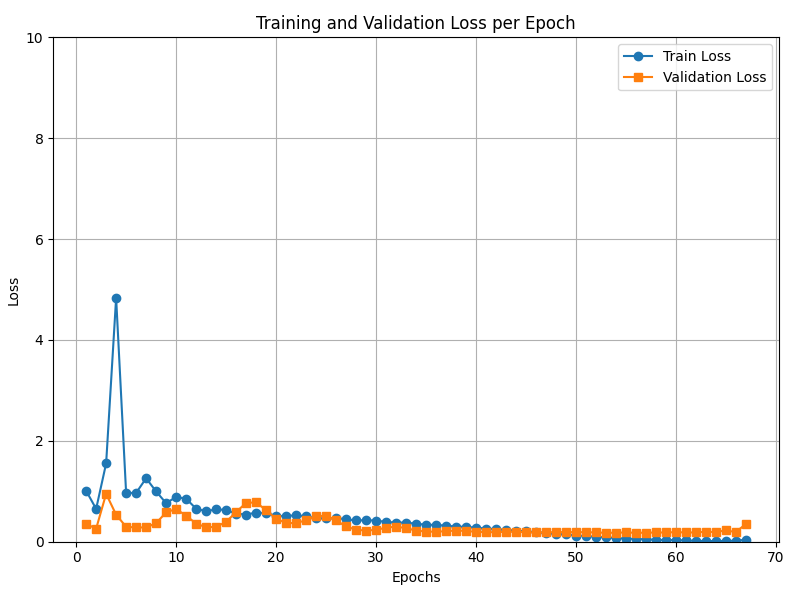 Training and Validation Loss per Epoch
10
8
6
4
2
0
Loss
Train Loss
Validation Loss
0 10 20 30 40 50 60 70
Epochs